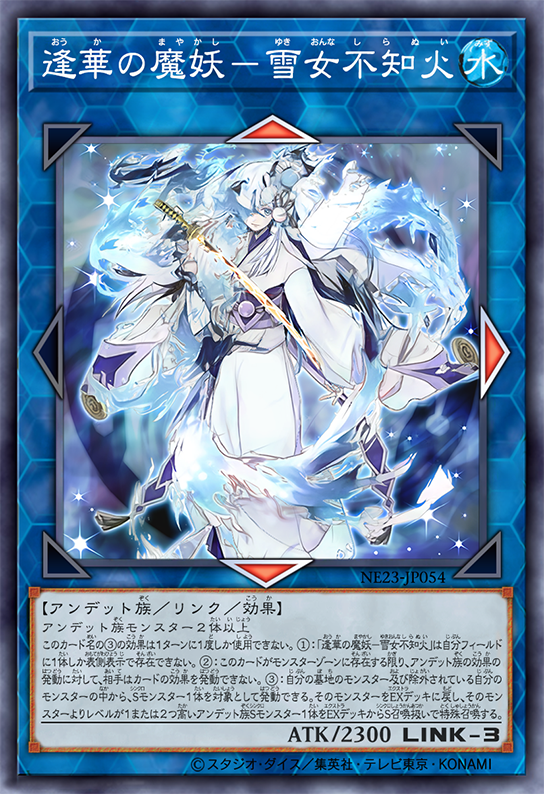 逢華の魔妖－雪女不知火 水
NE23-JP054
【アンデット族／リンク／効果】
アンデット族モンスター２体以上
このカード名の③の効果は1ターンに1度しか使用できない。①：「逢華の魔妖－雪女不知火」は自分フィールド
に1体しか表側表示で存在できない。②：このカードがモンスターゾーンに存在する限り、アンデット族の効果の
発動に対して、相手はカードの効果を発動できない。③：自分の墓地のモンスター及び除外されている自分の
モンスターの中から、Sモンスター1体を対象として発動できる。そのモンスターをEXデッキに戻し、そのモン
スターよりレベルが1または2つ高いアンデット族Sモンスター1体をEXデッキからS召喚扱いで特殊召喚する。
ATK/2300 LINK-3
©スタジオ・ダイス/集英社・テレビ東京・KONAMI